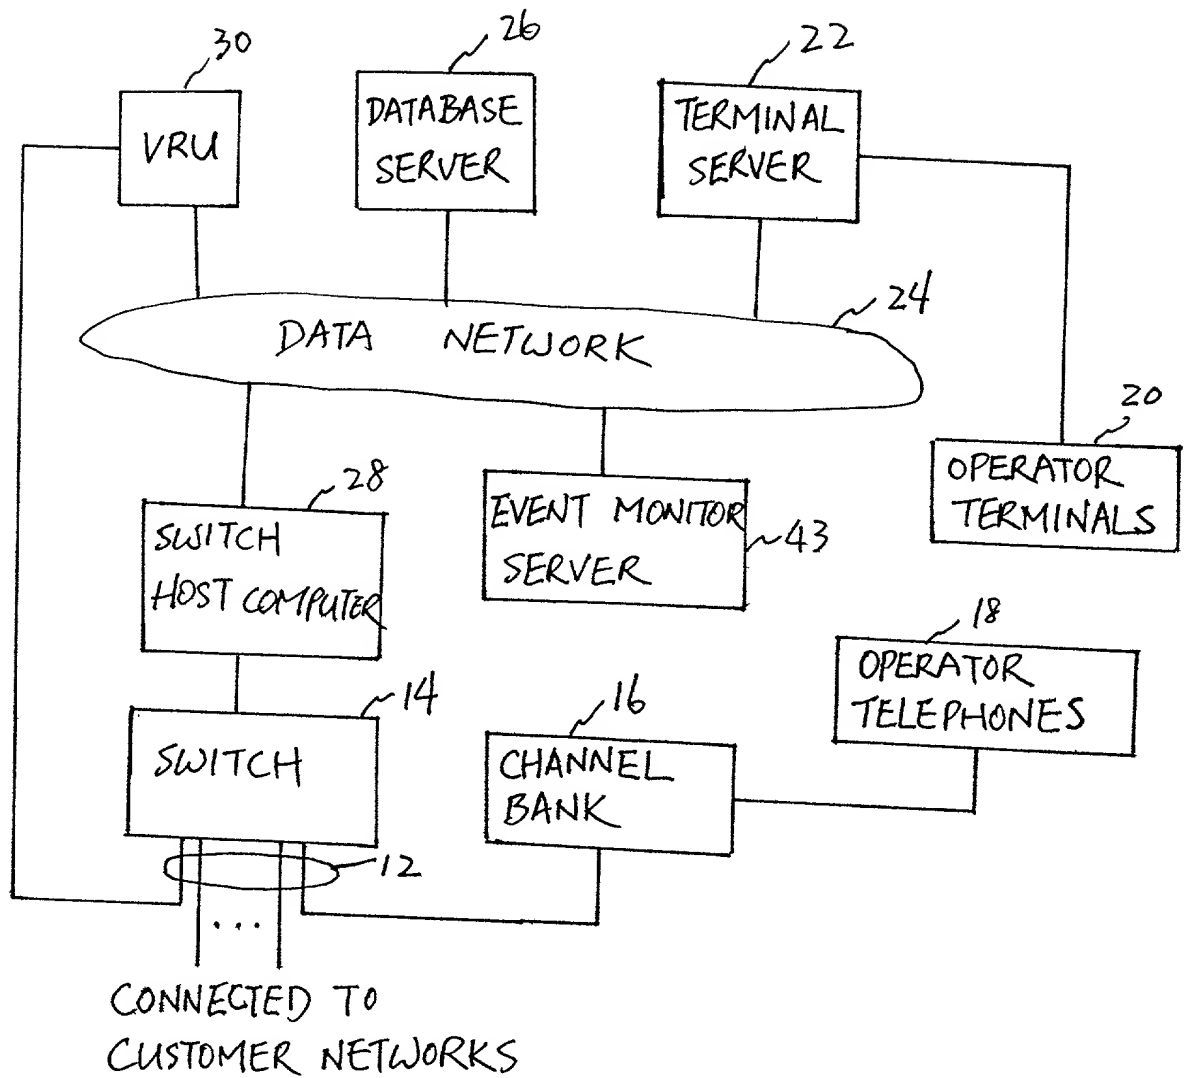 30
26
22
VRU
DATABASE
SERVER
TERMINAL
SERVER
24
DATA NETWORK
20
OPERATOR
TERMINALS
28
SWITCH
HOST COMPUTER
EVENT MONITOR
SERVER
43
18
OPERATOR
TELEPHONES
14
SWITCH
16
CHANNEL
BANK
12
...
CONNECTED TO
CUSTOMER NETWORKS